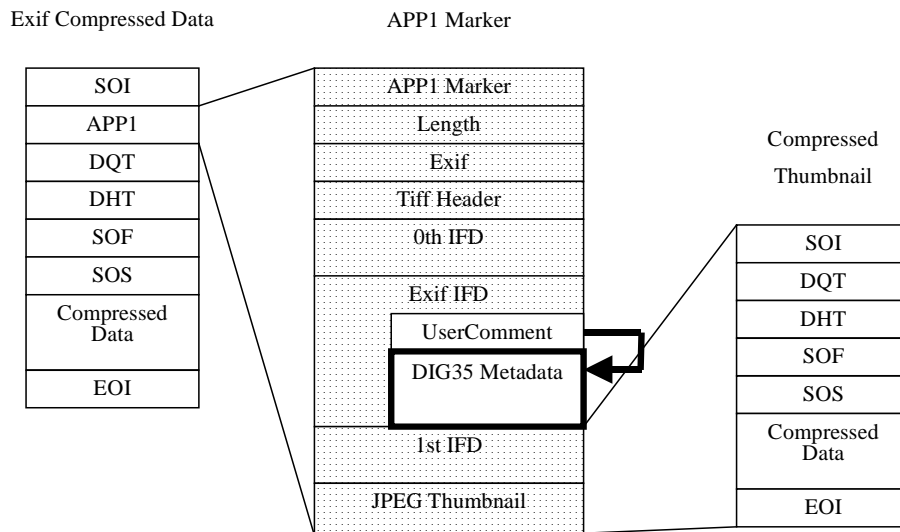 Exif Compressed Data
SOI
APP1
DQT
DHT
SOF
SOS
Compressed
Data
EOI
APP1 Marker
APP1 Marker
Length
Exif
Tiff Header
0th IFD
Exif IFD
UserComment
DIG35 Metadata
1st IFD
JPEG Thumbnail
Compressed
Thumbnail
SOI
DQT
DHT
SOF
SOS
Compressed
Data
EOI